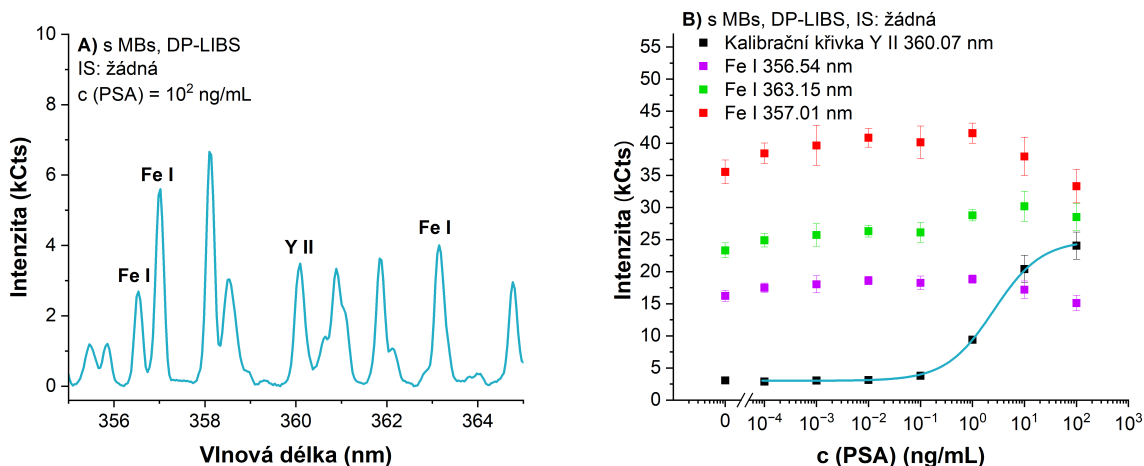 A) s MBs, DP-LIBS
IS: žádná
c (PSA) = 10² ng/mL
Fe I
Fe I
Y II
Fe I
Intenzita (kCts)
10
8
6
4
2
0
356
358
360
362
364
Vlnová délka (nm)
B) s MBs, DP-LIBS, IS: žádná
Kalibrační křivka Y II 360.07 nm
Fe I 356.54 nm
Fe I 363.15 nm
Fe I 357.01 nm
Intenzita (kCts)
55
50
45
40
35
30
25
20
15
10
5
0
0
10⁻⁴
10⁻³
10⁻²
10⁻¹
10⁰
10¹
10²
10³
c (PSA) (ng/mL)